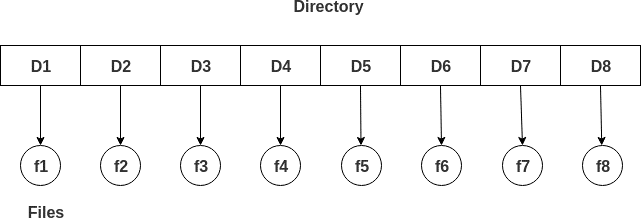 Directory
D1 D2 D3 D4 D5 D6 D7 D8
f1 f2 f3 f4 f5 f6 f7 f8
Files